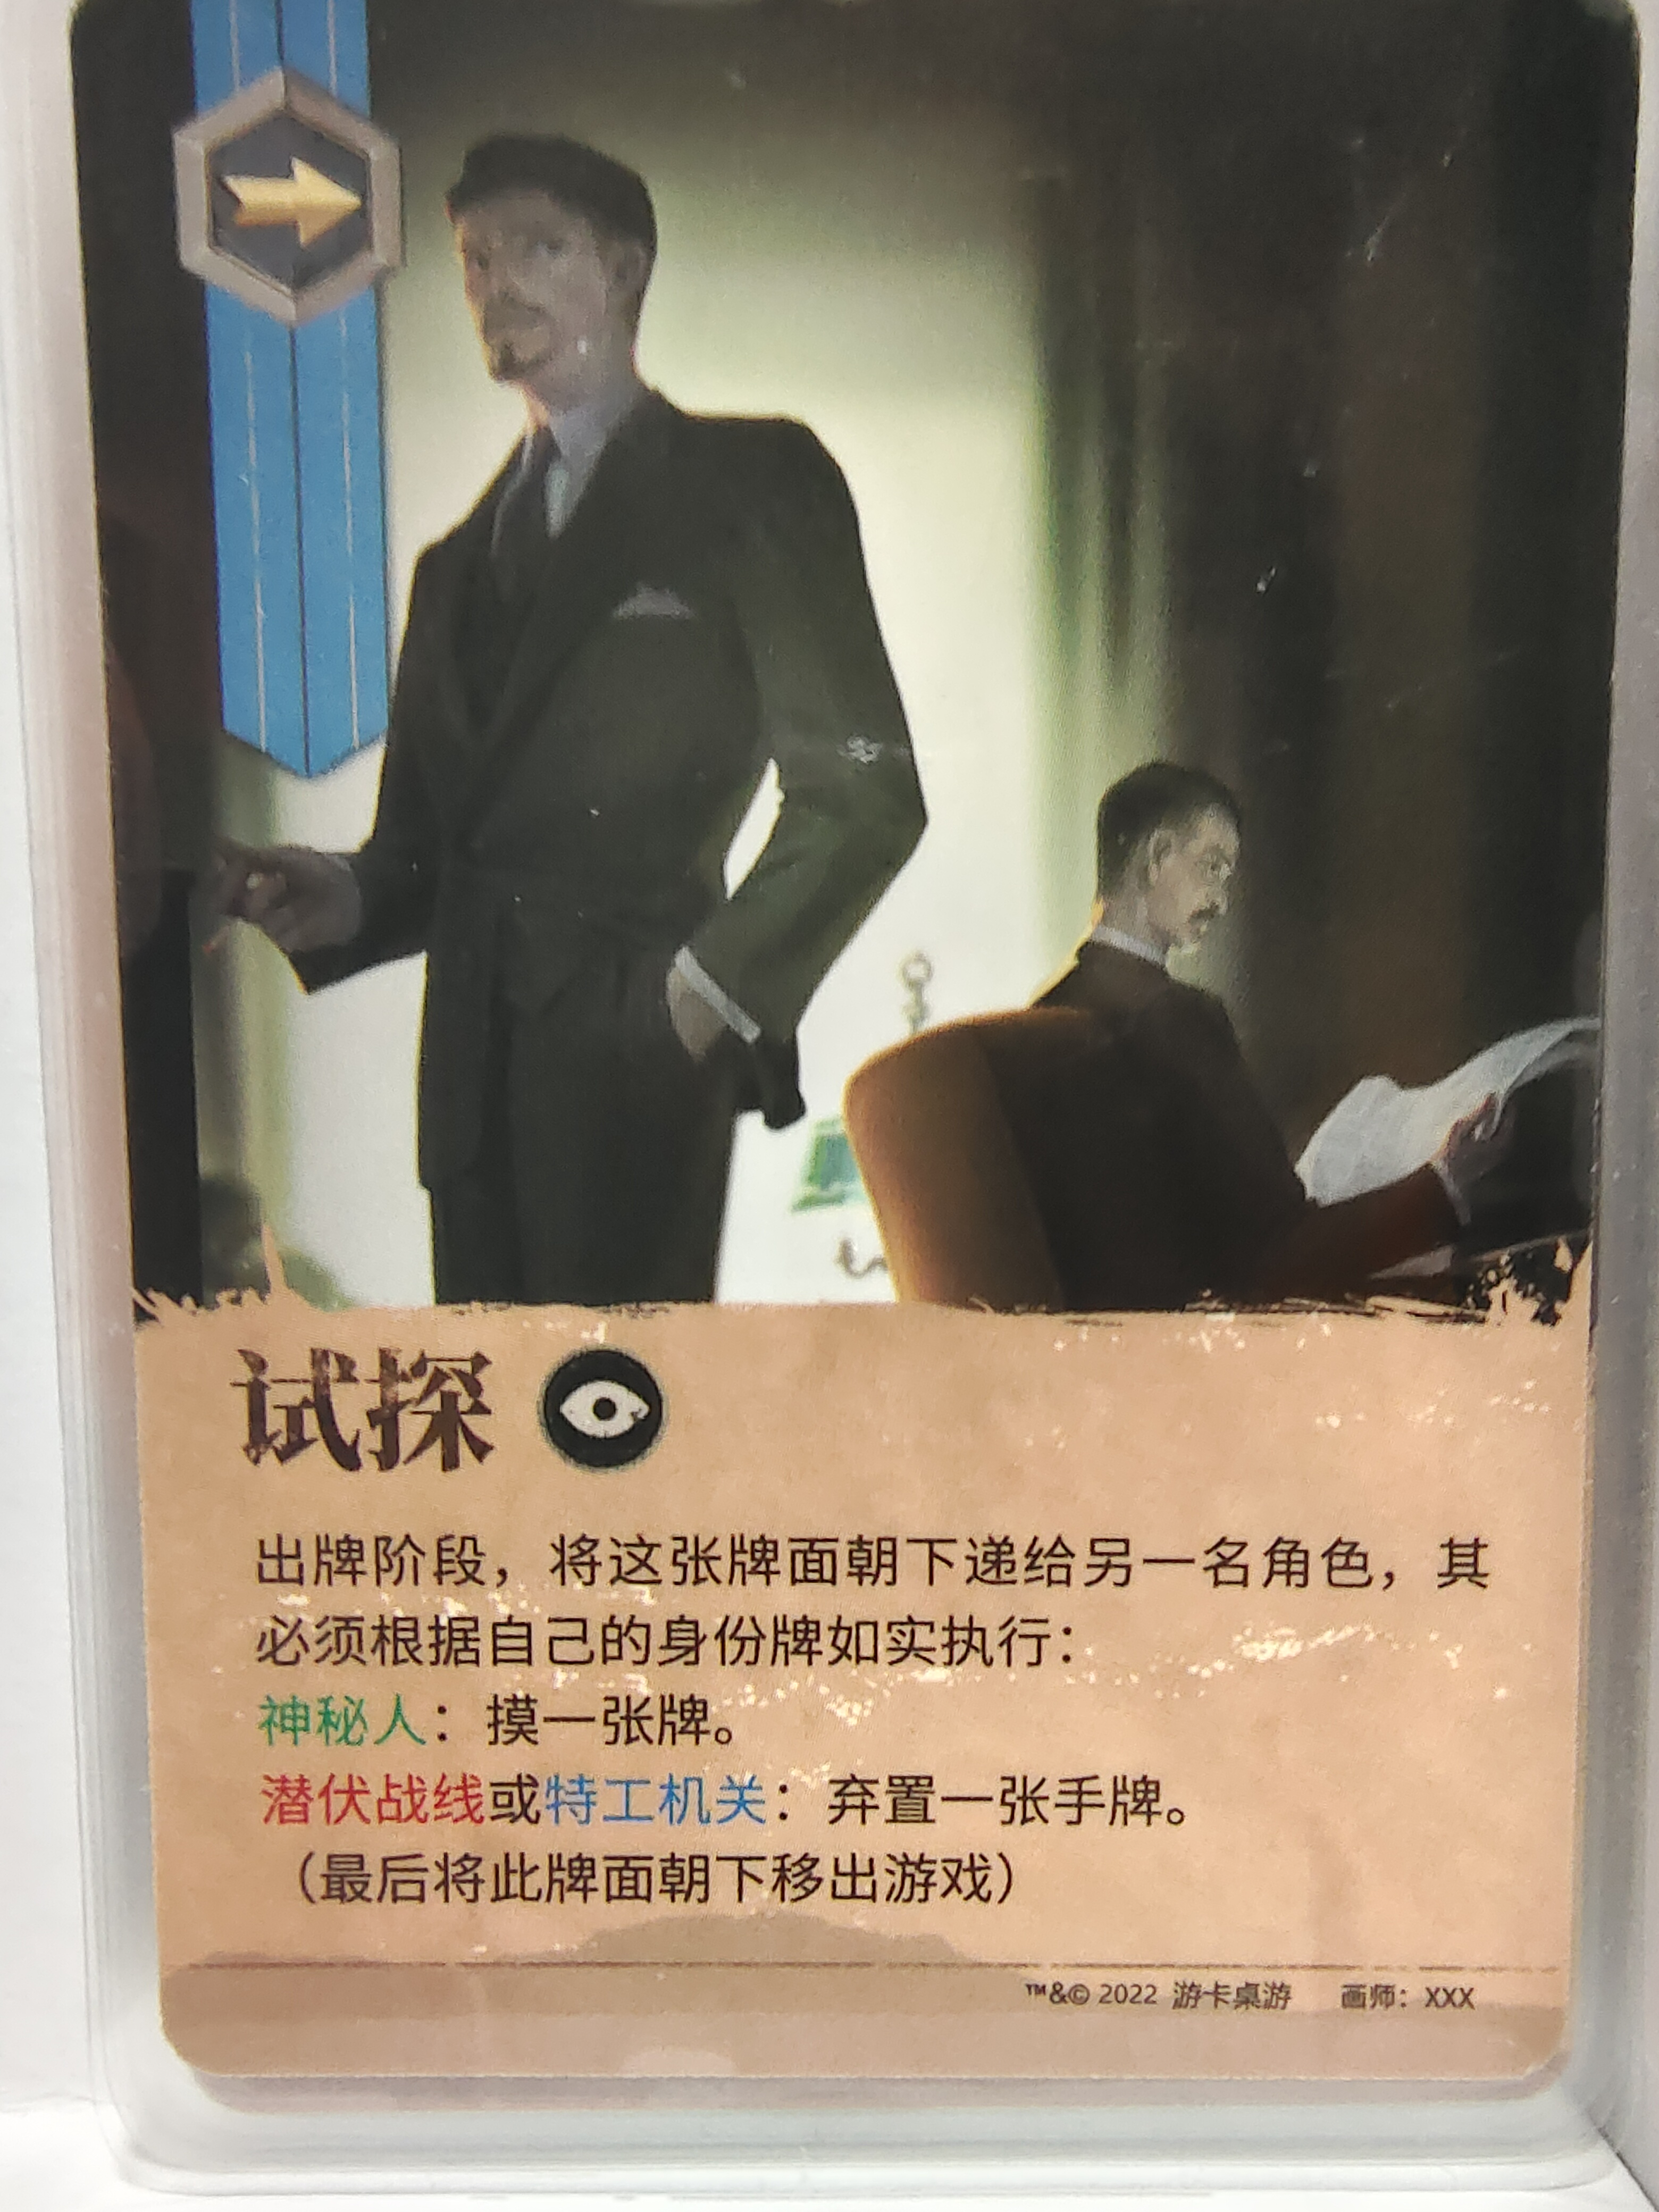 试探
出牌阶段，将这张牌面朝下递给另一名角色，其
必须根据自己的身份牌如实执行：
神秘人：摸一张牌。
潜伏战线或特工机关：弃置一张手牌。
（最后将此牌面朝下移出游戏）
™&© 2022 游卡桌游 画师：XXX